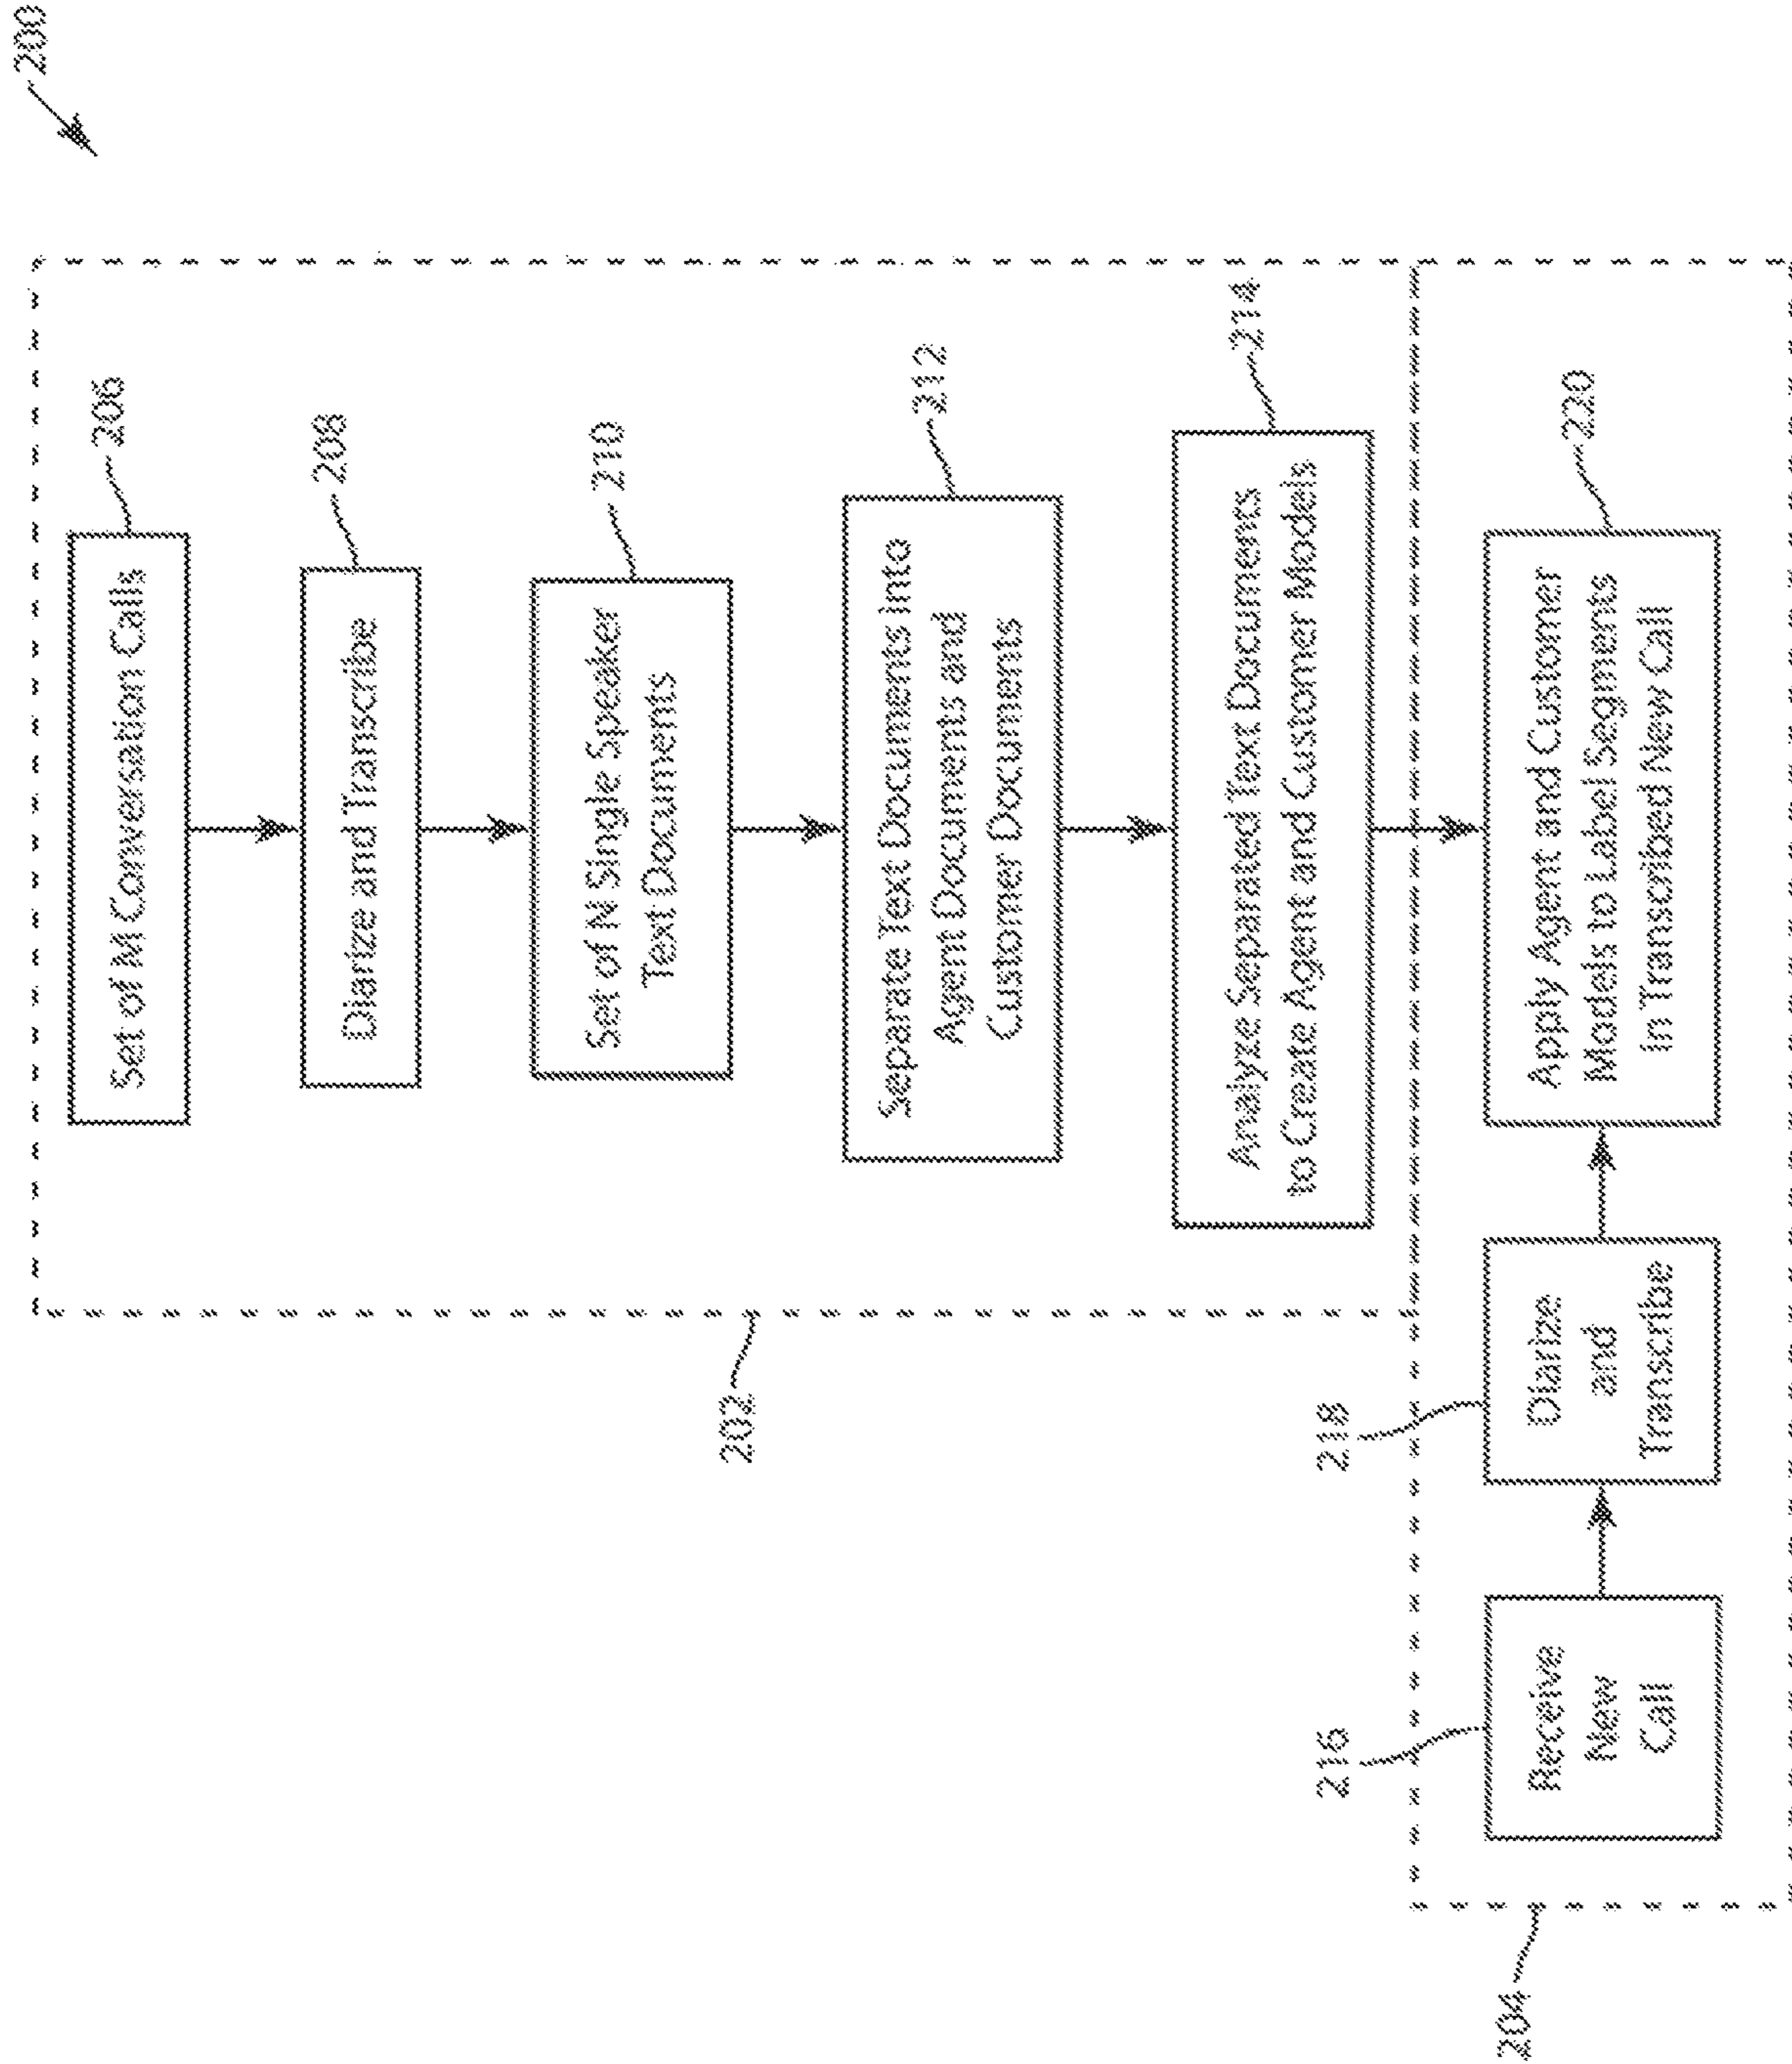 200
206
Set of M Conversation Calls
208
Diarize and Transcribe
210
Set of N Single Speaker
Text Documents
212
Separate Text Documents into
Agent Documents and
Customer Documents
214
Analyze Separated Text Documents
to Create Agent and Customer Models
202
216
Receive
New
Call
218
Diarize
and
Transcribe
220
Apply Agent and Customer
Models to Label Segments
in Transcribed New Call
204